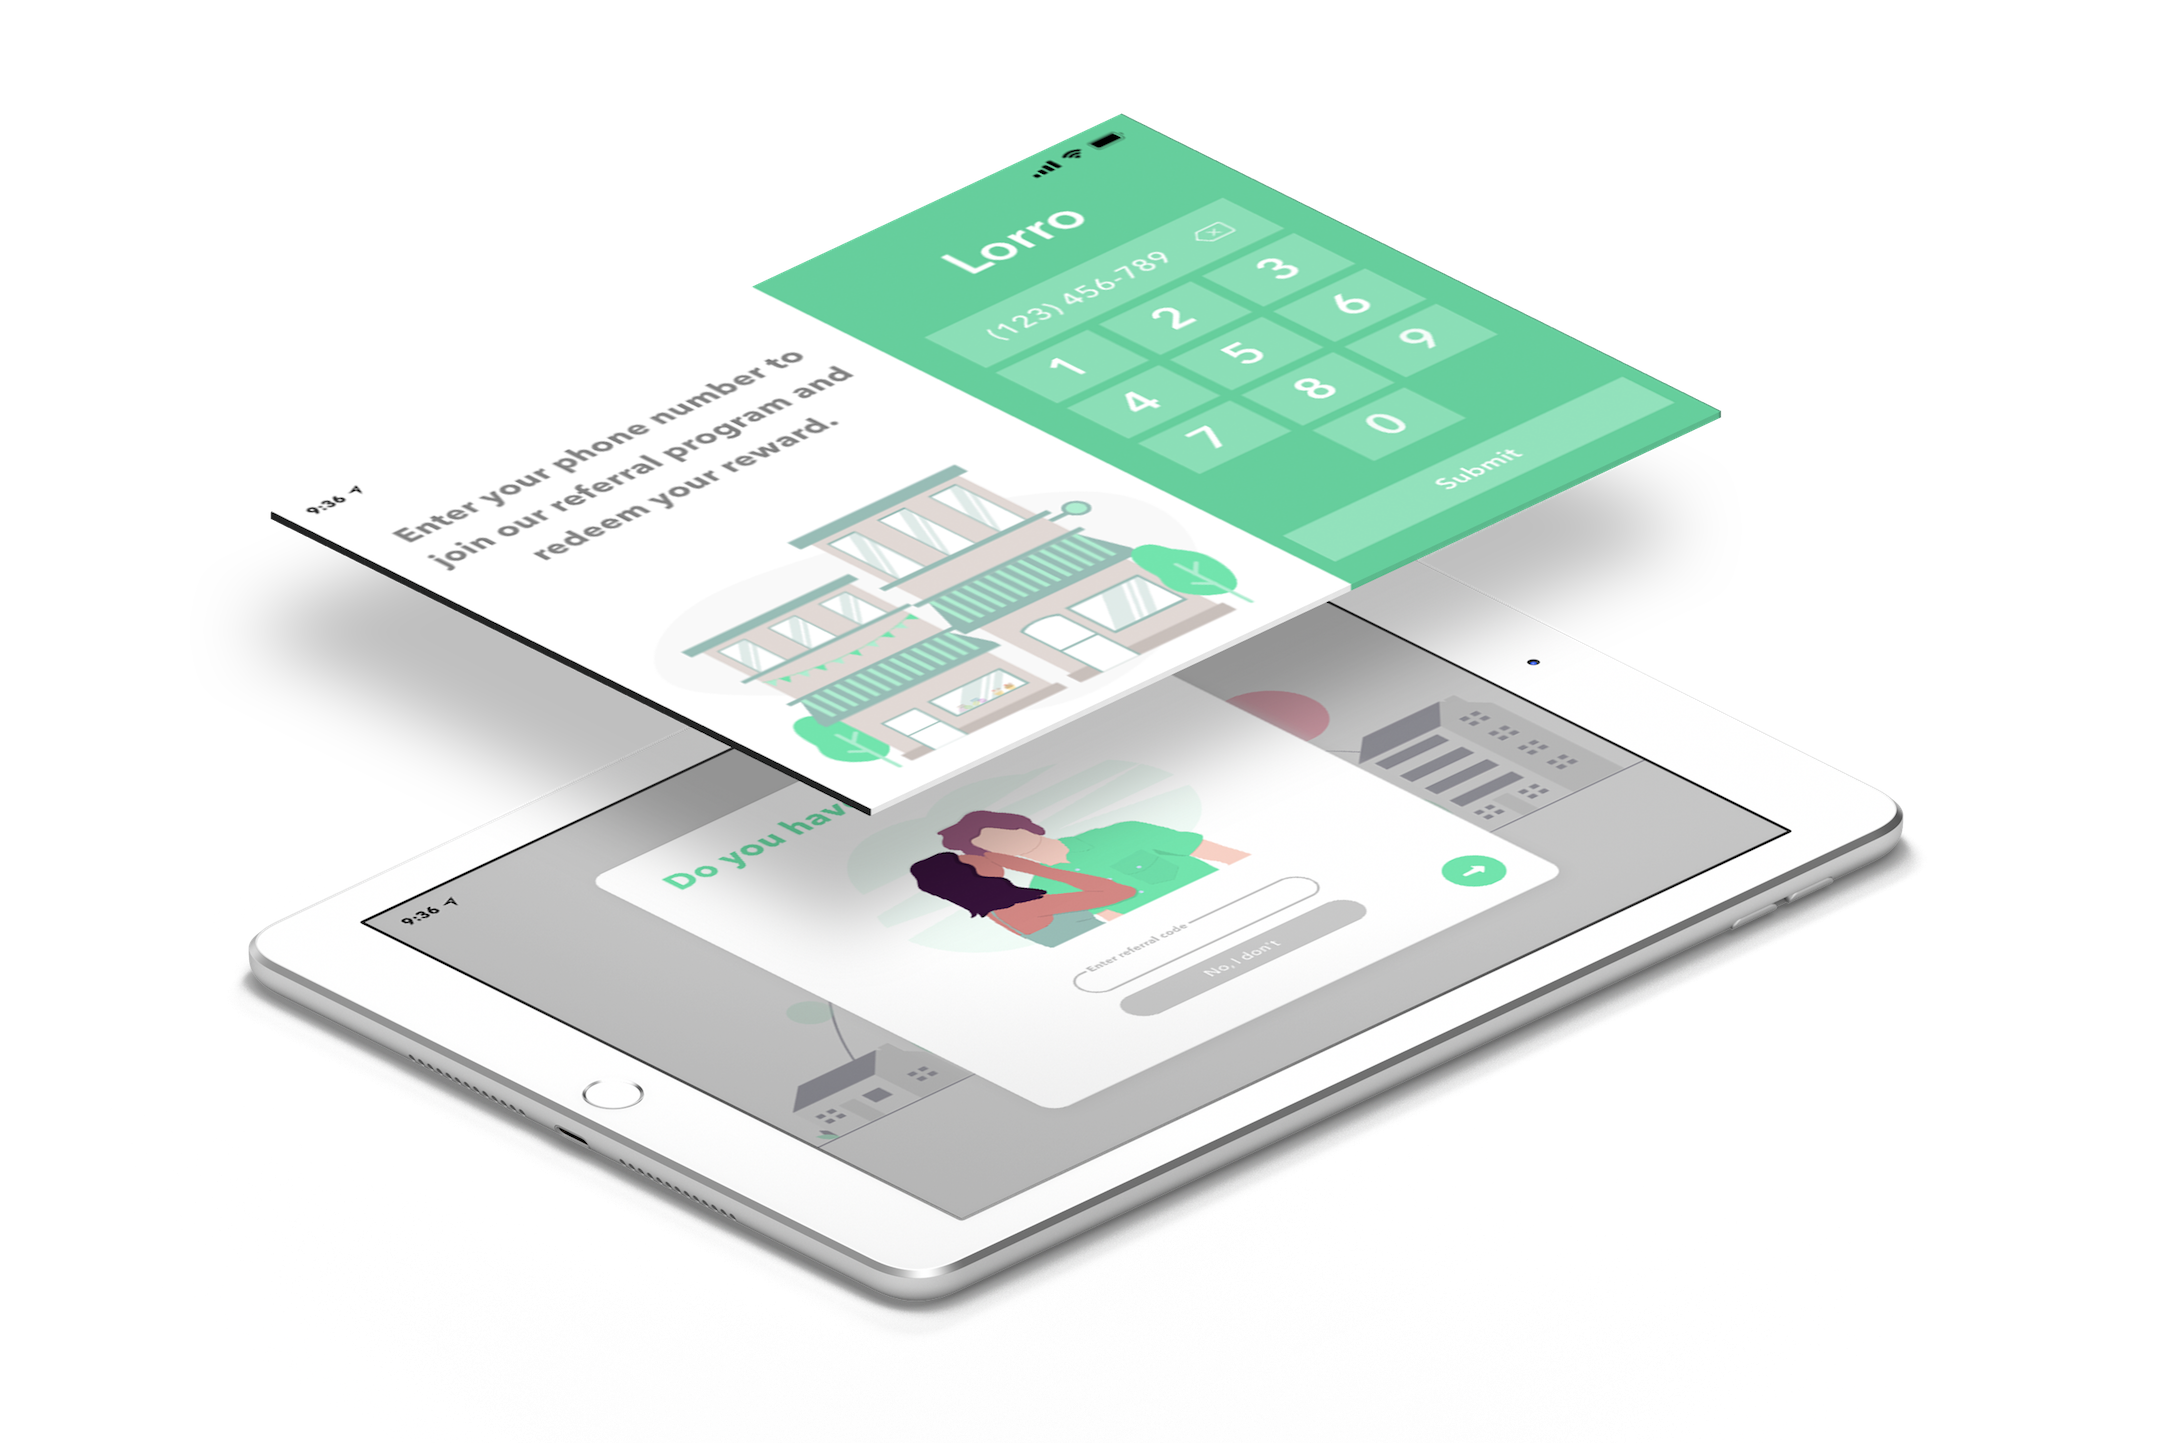 9:36
Enter your phone number to
join our referral program and
redeem your reward.
Lorro
(123) 456-789
1 2 3
4 5 6
7 8 9
0
Submit
9:36
Do you have
Enter referral code
No, I don't